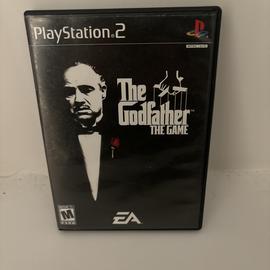 PlayStation 2
The
Godfather
THE GAME
M
EA